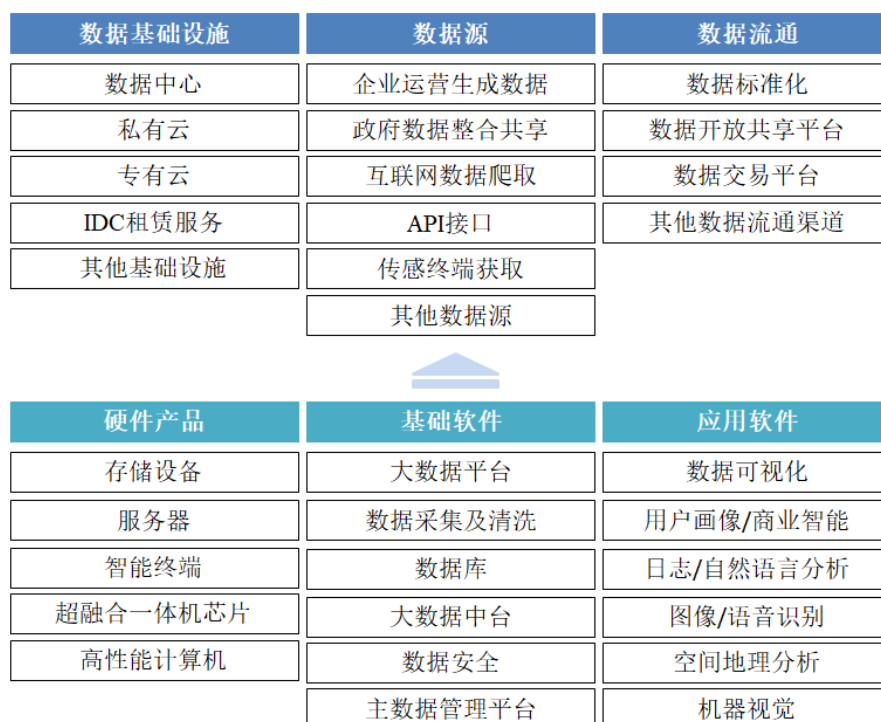 数据基础设施 数据源 数据流通
数据中心 企业运营生成数据 数据标准化
私有云 政府数据整合共享 数据开放共享平台
专有云 互联网数据爬取 数据交易平台
IDC租赁服务 API接口 其他数据流通渠道
其他基础设施 传感终端获取
其他数据源
硬件产品 基础软件 应用软件
存储设备 大数据平台 数据可视化
服务器 数据采集及清洗 用户画像/商业智能
智能终端 数据库 日志/自然语言分析
超融合一体机芯片 大数据中台 图像/语音识别
高性能计算机 数据安全 空间地理分析
主数据管理平台 机器视觉